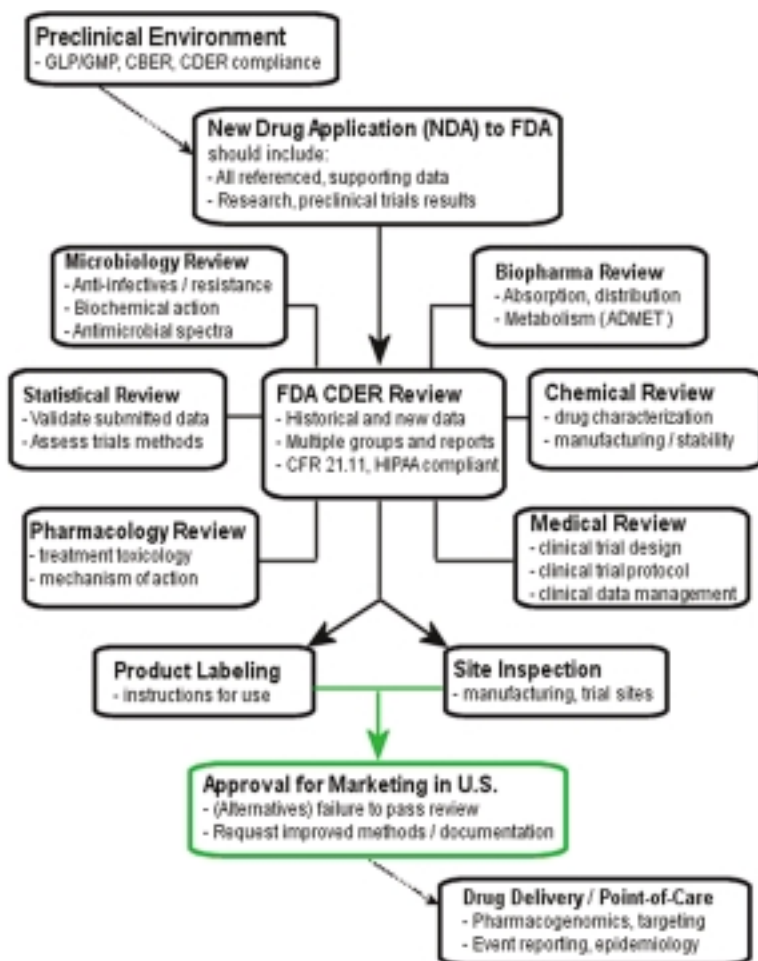 Preclinical Environment
- GLP/GMP, CBER, CDER compliance
New Drug Application (NDA) to FDA
should include:
- All referenced, supporting data
- Research, preclinical trials results
Microbiology Review
- Anti-infectives / resistance
- Biochemical action
- Antimicrobial spectra
Biopharma Review
- Absorption, distribution
- Metabolism (ADMET)
Statistical Review
- Validate submitted data
- Assess trials methods
FDA CDER Review
- Historical and new data
- Multiple groups and reports
- CFR 21.11, HIPAA compliant
Chemical Review
- drug characterization
- manufacturing / stability
Pharmacology Review
- treatment toxicology
- mechanism of action
Medical Review
- clinical trial design
- clinical trial protocol
- clinical data management
Product Labeling
- instructions for use
Site Inspection
- manufacturing, trial sites
Approval for Marketing in U.S.
- (Alternatives) failure to pass review
- Request improved methods / documentation
Drug Delivery / Point-of-Care
- Pharmacogenomics, targeting
- Event reporting, epidemiology